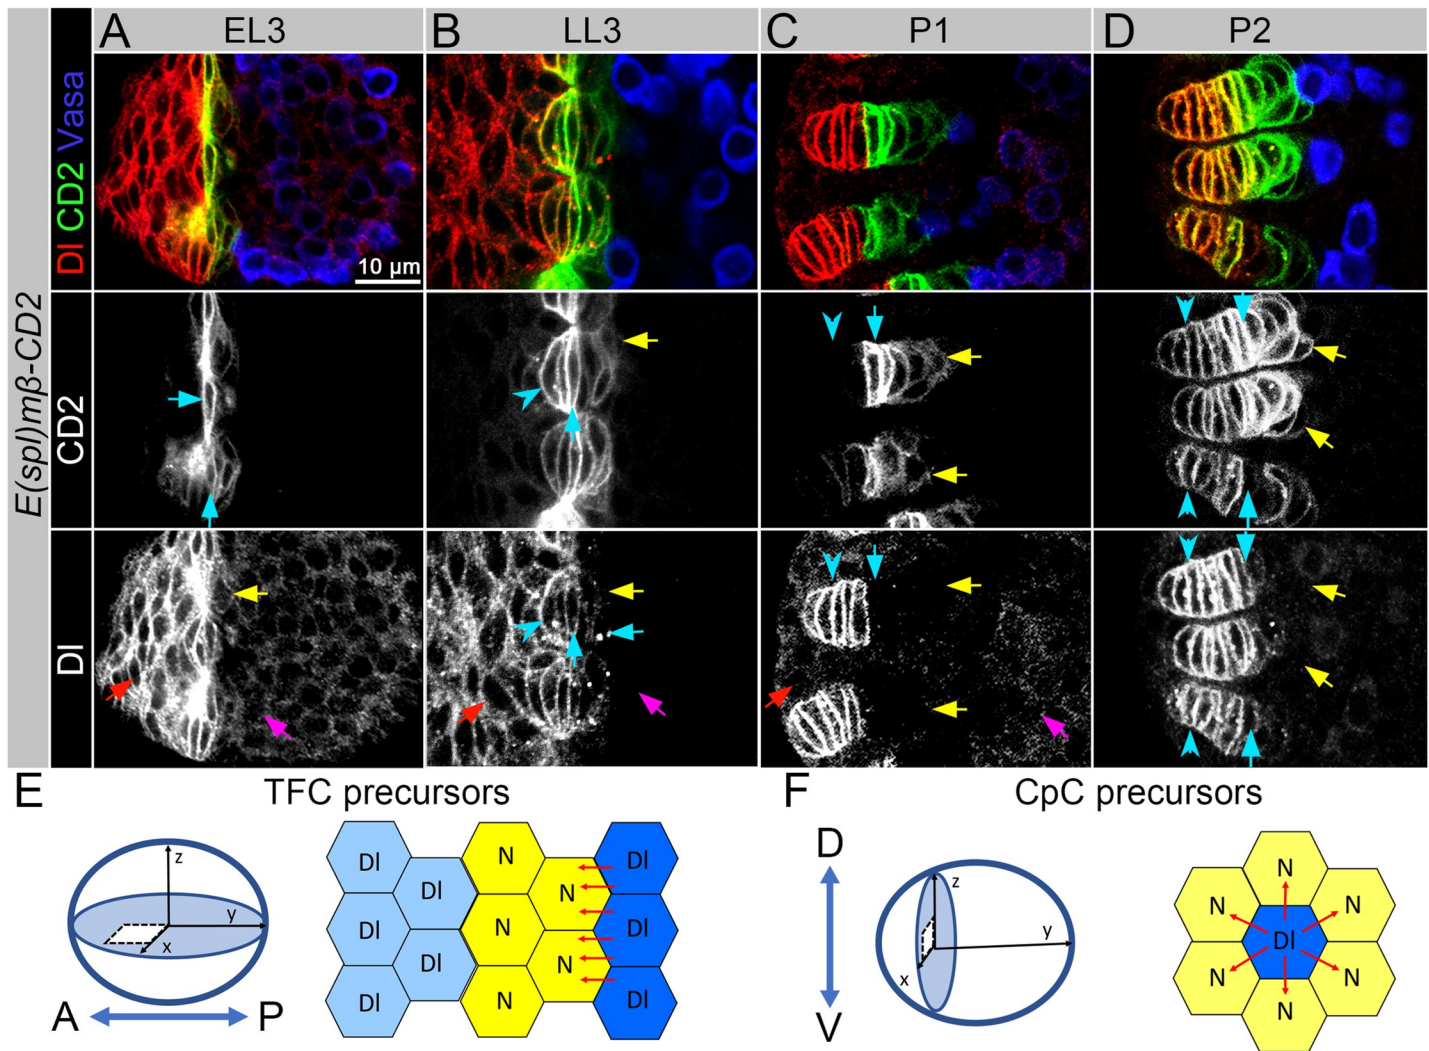 A EL3
B LL3
C P1
D P2
E(spl)mβ-CD2
Dl CD2 Vasa
10 µm
CD2
Dl
E TFC precursors
z
y
x
A P
Dl Dl Dl
Dl Dl
N N N
N N
Dl Dl Dl
F CpC precursors
D
V
z
y
x
N
N N
Dl
N N
N